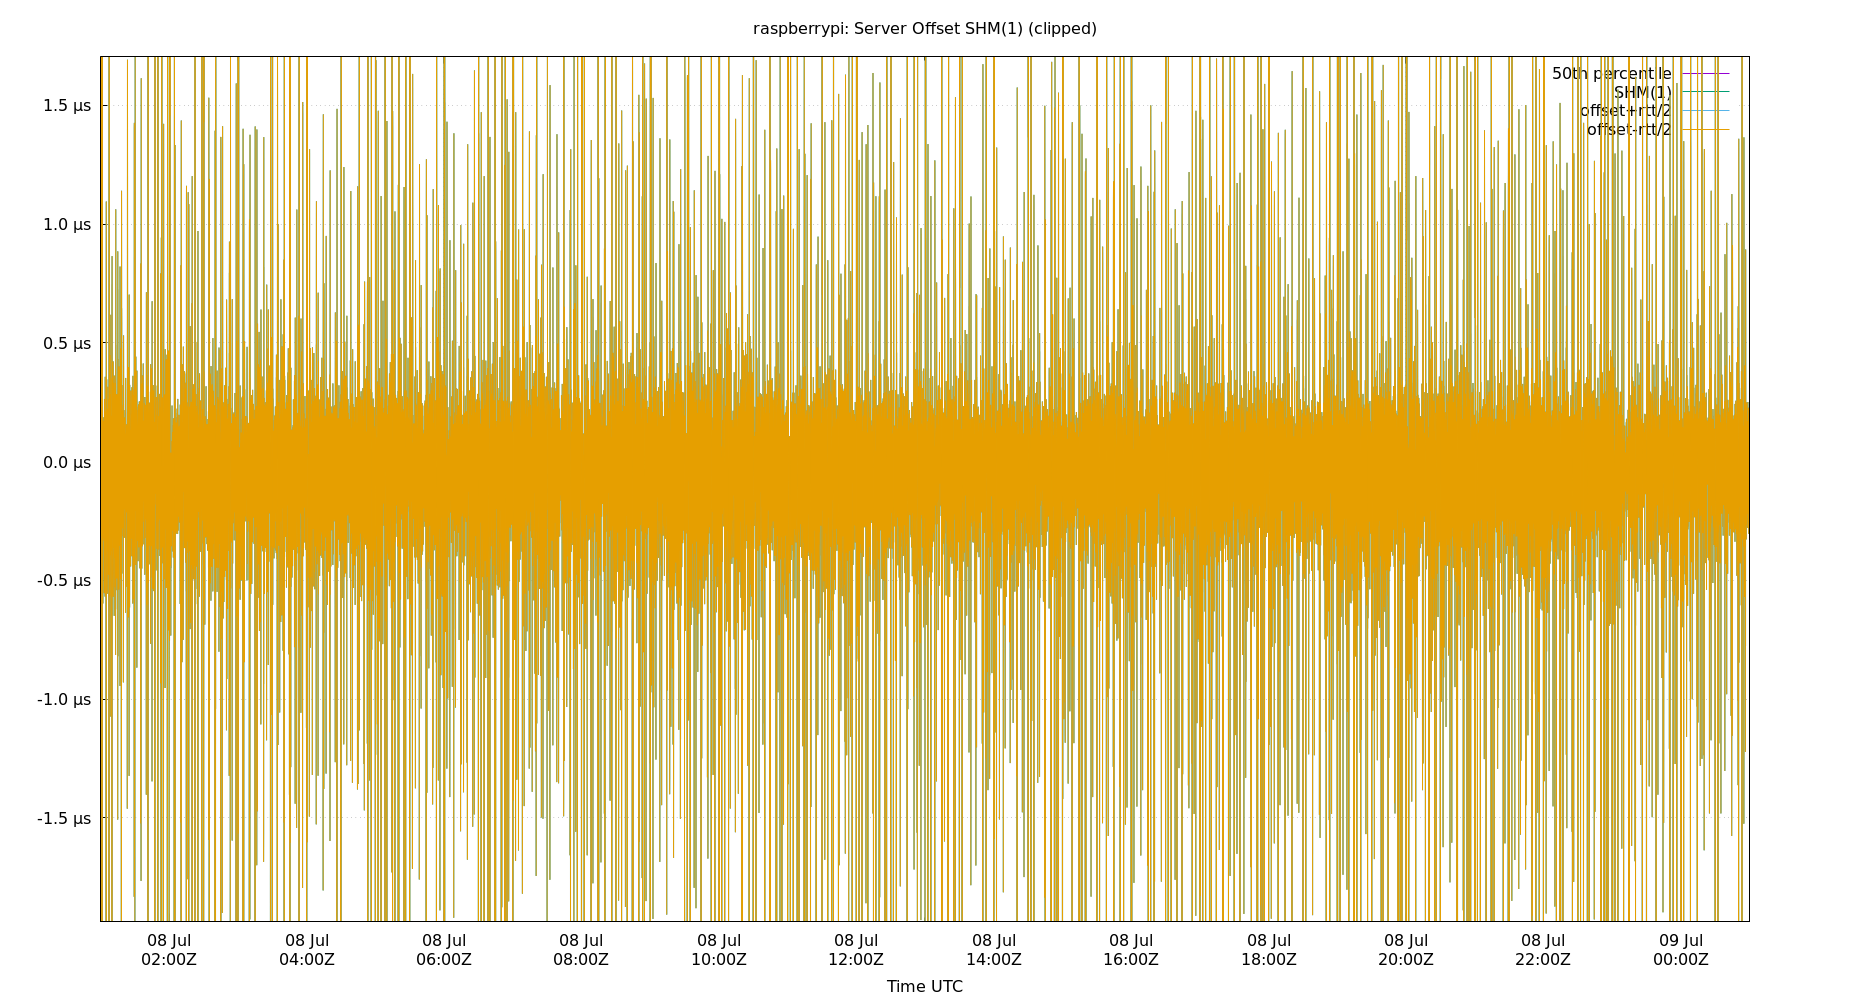 raspberrypi: Server Offset SHM(1) (clipped)
50th percentile
SHM(1)
offset+rtt/2
offset-rtt/2
1.5 µs
1.0 µs
0.5 µs
0.0 µs
-0.5 µs
-1.0 µs
-1.5 µs
08 Jul 08 Jul 08 Jul 08 Jul 08 Jul 08 Jul 08 Jul 08 Jul 08 Jul 08 Jul 08 Jul 09 Jul
02:00Z 04:00Z 06:00Z 08:00Z 10:00Z 12:00Z 14:00Z 16:00Z 18:00Z 20:00Z 22:00Z 00:00Z
Time UTC